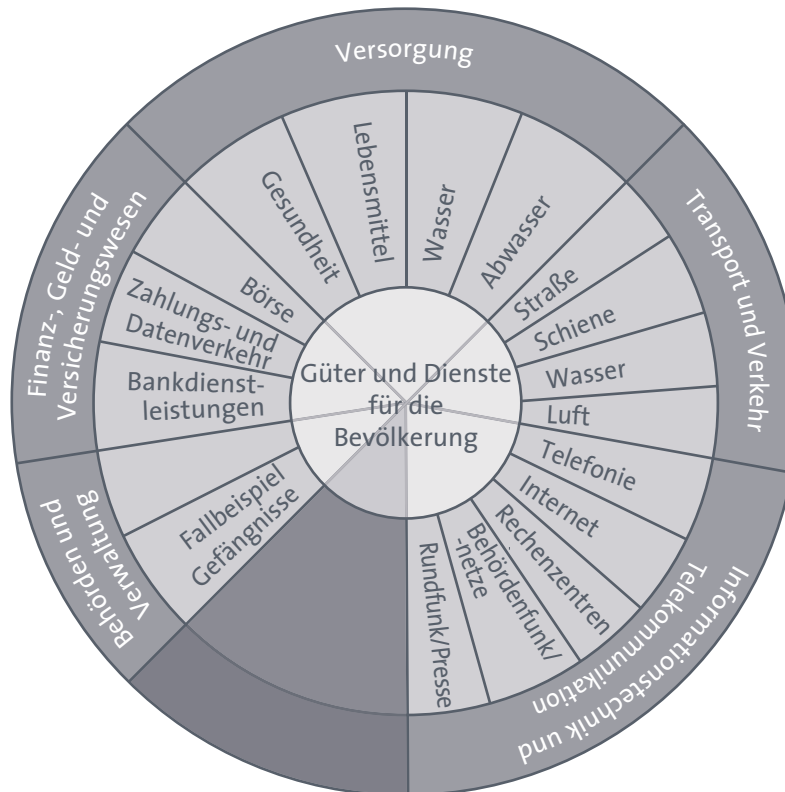 Versorgung
Gesundheit
Lebensmittel
Wasser
Abwasser
Transport und Verkehr
Straße
Schiene
Wasser
Luft
Informationstechnik und
Telekommunikation
Telefonie
Internet
Rechenzentren
Behördenfunk/
-netze
Rundfunk/Presse
Behörden und
Verwaltung
Fallbeispiel
Gefängnisse
Finanz-, Geld- und
Versicherungswesen
Bankdienst-
leistungen
Zahlungs- und
Datenverkehr
Börse
Güter und Dienste
für die
Bevölkerung